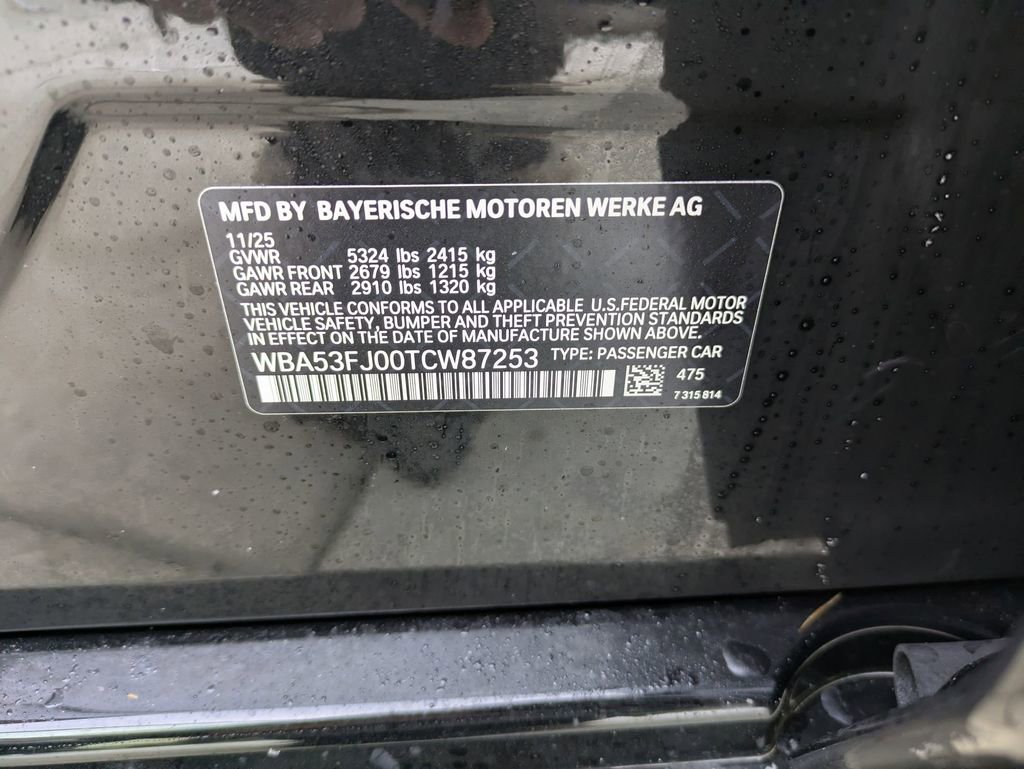 MFD BY BAYERISCHE MOTOREN WERKE AG
11/25
GVWR 5324 lbs 2415 kg
GAWR FRONT 2679 lbs 1215 kg
GAWR REAR 2910 lbs 1320 kg
THIS VEHICLE CONFORMS TO ALL APPLICABLE U.S.FEDERAL MOTOR
VEHICLE SAFETY, BUMPER AND THEFT PREVENTION STANDARDS
IN EFFECT ON THE DATE OF MANUFACTURE SHOWN ABOVE.
WBA53FJ00TCW87253 TYPE: PASSENGER CAR
475
7 315 814